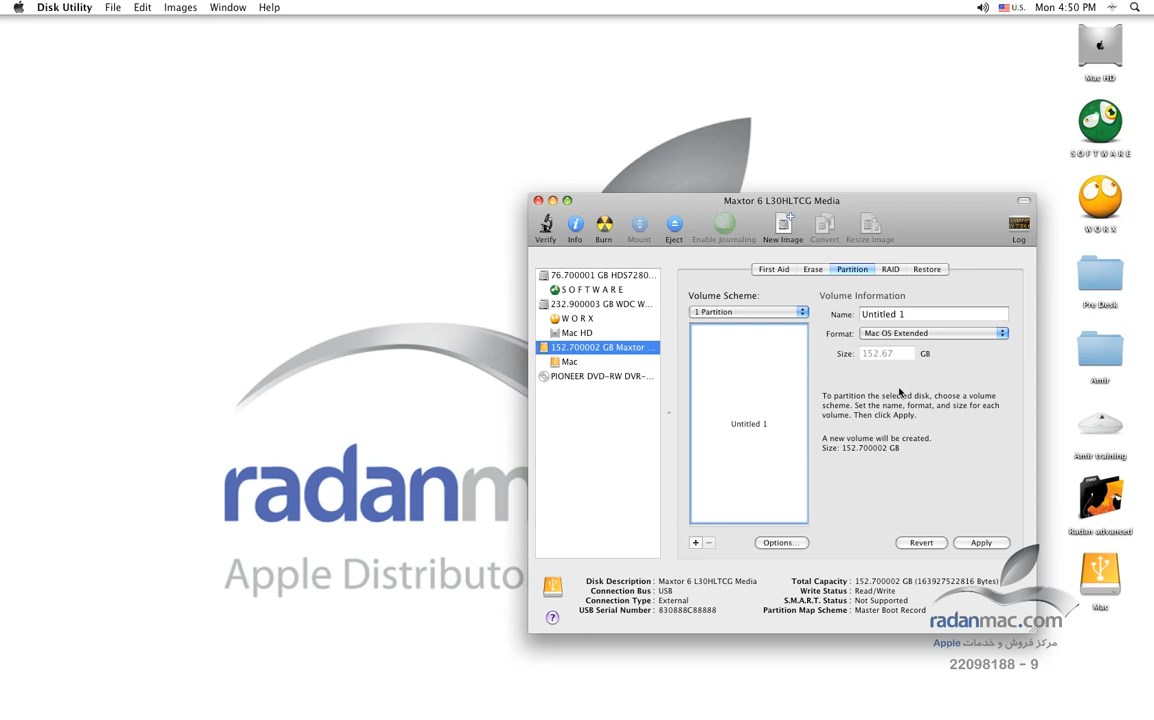 Disk Utility File Edit Images Window Help
U.S. Mon 4:50 PM
Mac HD
S O F T W A R E
W O R X
Pre Desk
Amir
Amir training
Radan advanced
Mac
radanm
Apple Distributo
Maxtor 6 L30HLTCG Media
Verify Info Burn Mount Eject Enable Journaling New Image Convert Resize Image Log
76.700001 GB HDS7280...
S O F T W A R E
232.900003 GB WDC W...
W O R X
Mac HD
152.700002 GB Maxtor ...
Mac
PIONEER DVD-RW DVR-...
First Aid Erase Partition RAID Restore
Volume Scheme:
1 Partition
Untitled 1
+ −
Options...
Volume Information
Name: Untitled 1
Format: Mac OS Extended
Size: 152.67 GB
To partition the selected disk, choose a volume
scheme. Set the name, format, and size for each
volume. Then click Apply.
A new volume will be created.
Size: 152.700002 GB
Revert Apply
Disk Description : Maxtor 6 L30HLTCG Media
Connection Bus : USB
Connection Type : External
USB Serial Number : 830888C88888
Total Capacity : 152.700002 GB (163927522816 Bytes)
Write Status : Read/Write
S.M.A.R.T. Status : Not Supported
Partition Map Scheme : Master Boot Record
?
radanmac.com
مرکز فروش و خدمات Apple
22098188 - 9